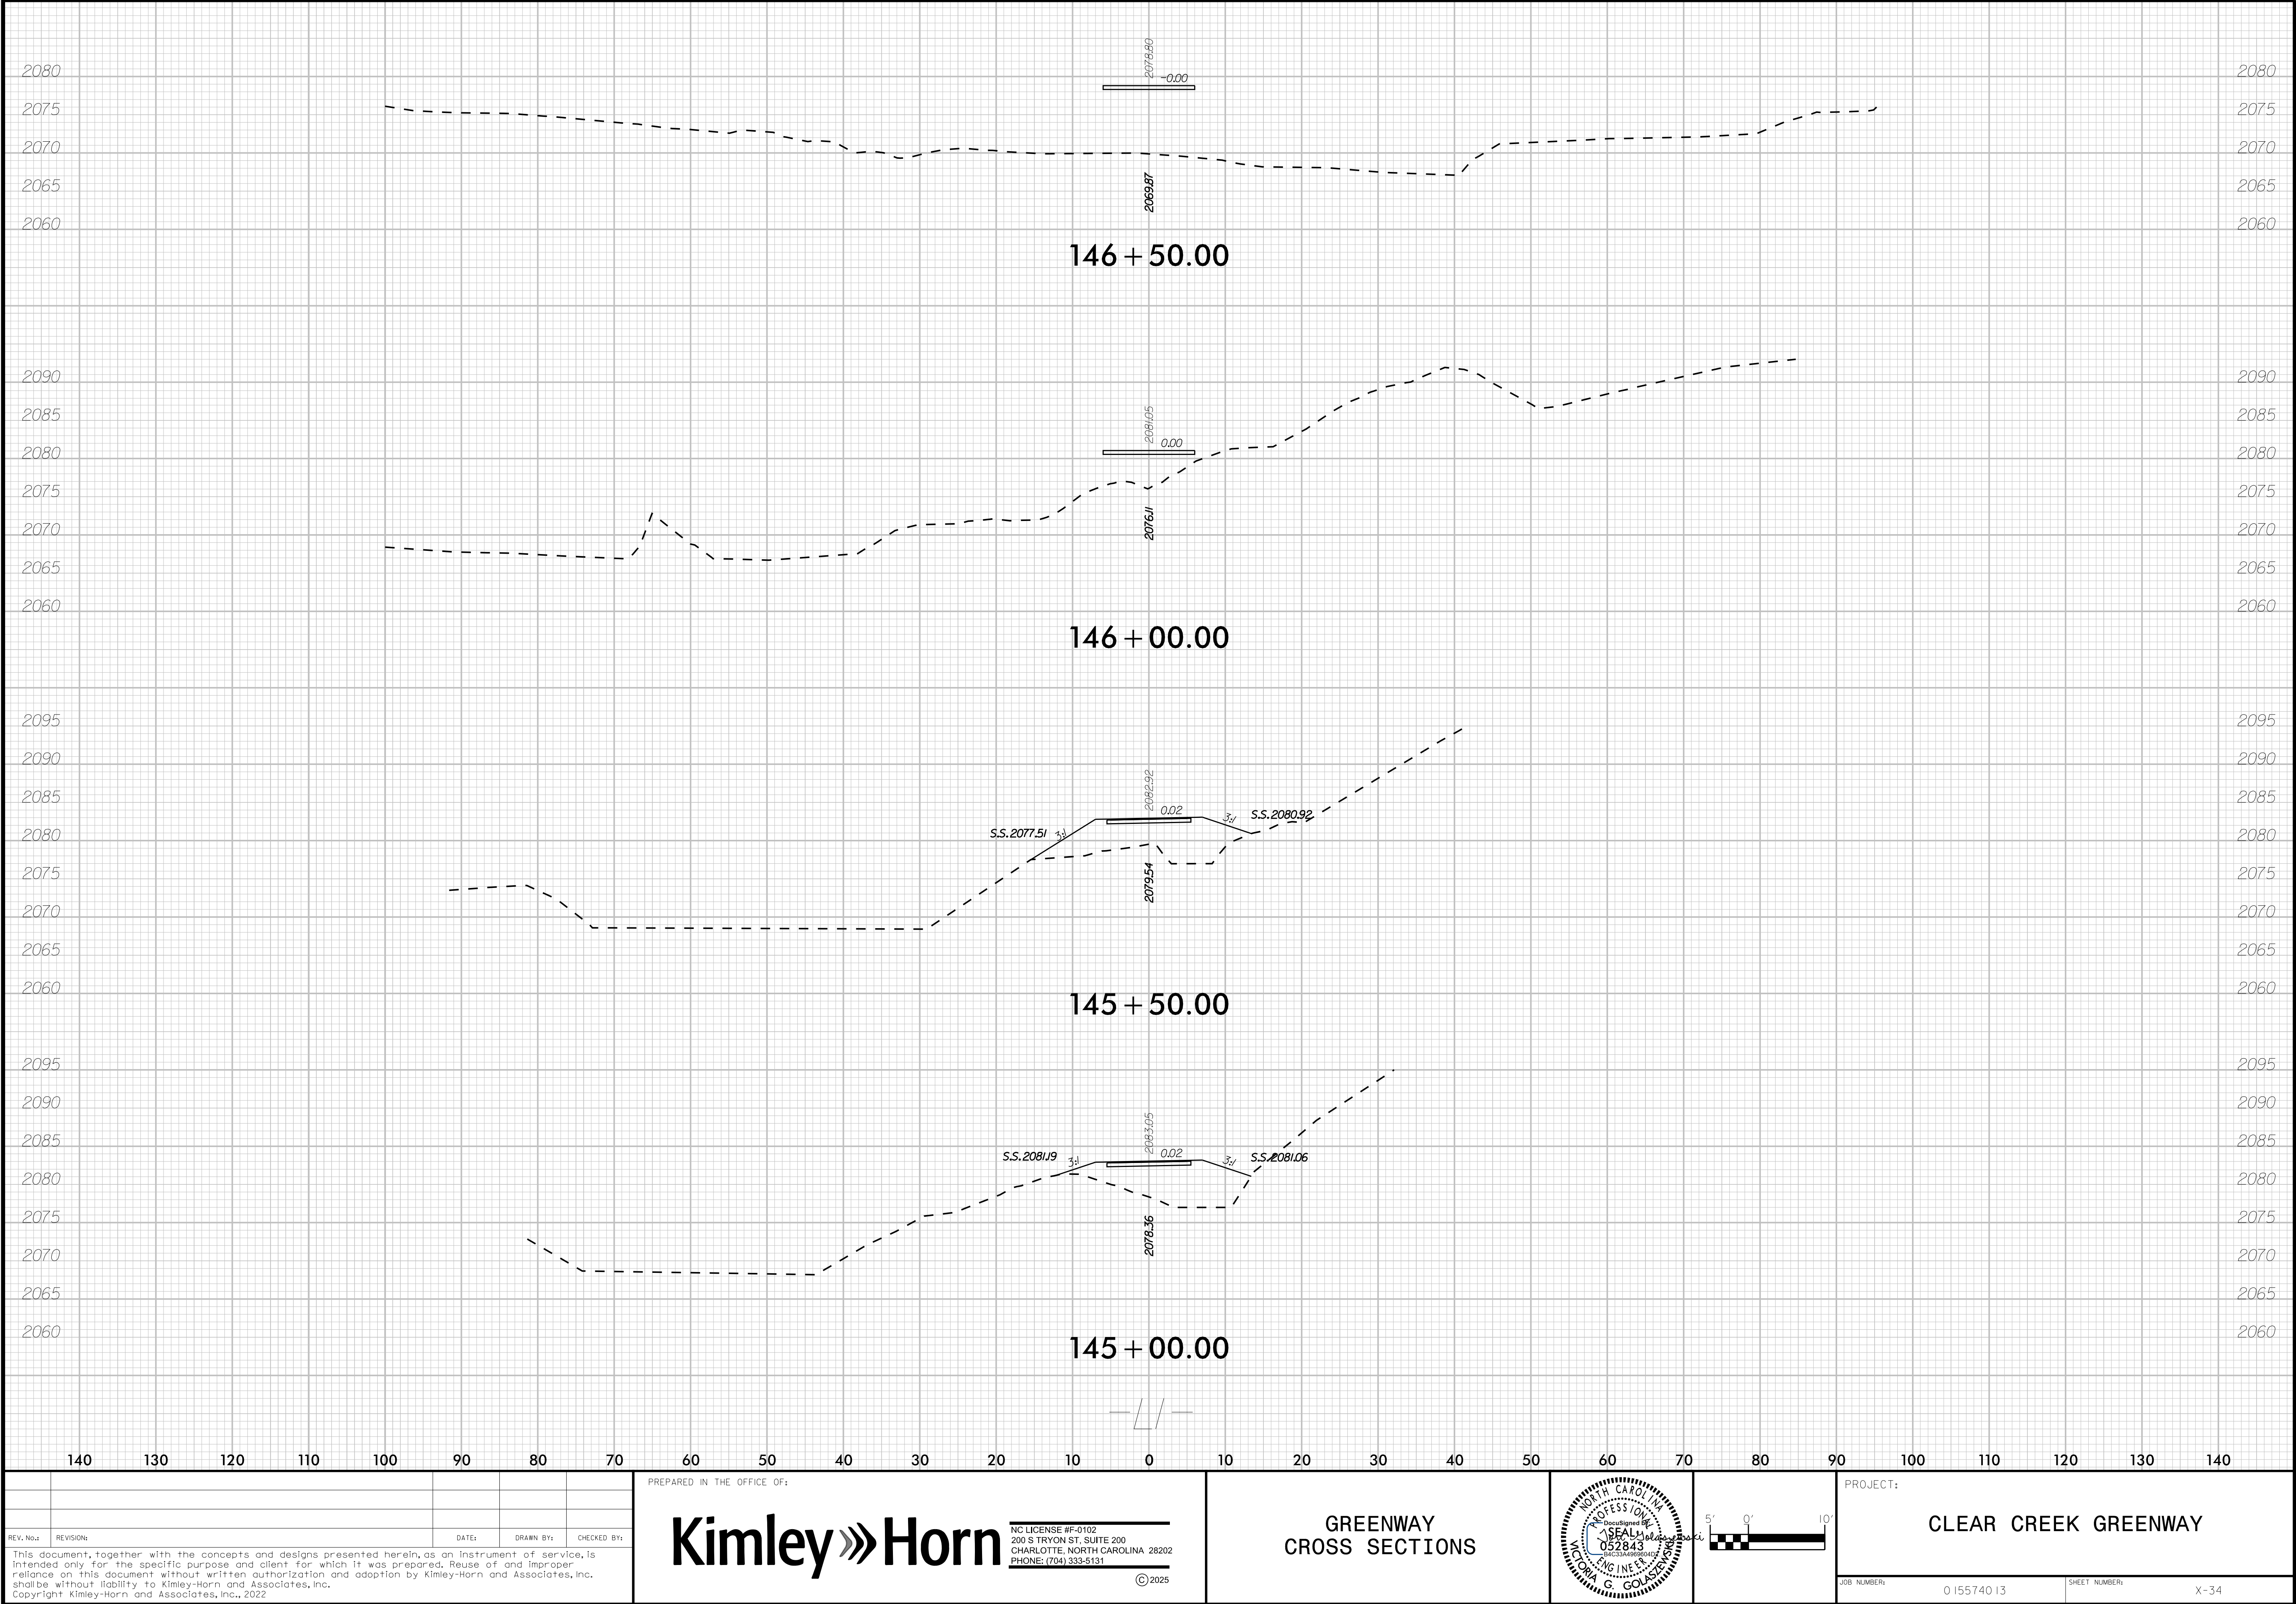 2078.80
-0.00
2080 2080
2075 2075
2070 2070
2065 2065
2060 2060
2069.87
146+50.00
2090 2090
2085 2085
2080 2080
2075 2075
2070 2070
2065 2065
2060 2060
2081.05
0.00
2076.11
146+00.00
2095 2095
2090 2090
2085 2085
2080 2080
2075 2075
2070 2070
2065 2065
2060 2060
2082.92
0.02
S.S. 2077.51
3:1
3:1
S.S. 2080.92
2079.54
145+50.00
2095 2095
2090 2090
2085 2085
2080 2080
2075 2075
2070 2070
2065 2065
2060 2060
2083.05
0.02
S.S. 2081.19
3:1
3:1
S.S. 2081.06
2078.36
145+00.00
-L/-
140 130 120 110 100 90 80 70 60 50 40 30 20 10 0 10 20 30 40 50 60 70 80 90 100 110 120 130 140
REV. No.: REVISION: DATE: DRAWN BY: CHECKED BY:
This document, together with the concepts and designs presented herein, as an instrument of service, is
intended only for the specific purpose and client for which it was prepared. Reuse of and improper
reliance on this document without written authorization and adoption by Kimley-Horn and Associates, Inc.
shall be without liability to Kimley-Horn and Associates, Inc.
Copyright Kimley-Horn and Associates, Inc., 2022
PREPARED IN THE OFFICE OF:
Kimley Horn
NC LICENSE #F-0102
200 S TRYON ST, SUITE 200
CHARLOTTE, NORTH CAROLINA 28202
PHONE: (704) 333-5131
© 2025
GREENWAY
CROSS SECTIONS
NORTH CAROLINA
PROFESSIONAL
DocuSigned by:
SEAL
052843
ENGINEER
VICTORIA G. GOLASZEWSKI
5' 0' 10'
PROJECT:
CLEAR CREEK GREENWAY
JOB NUMBER: 015574013
SHEET NUMBER: X-34